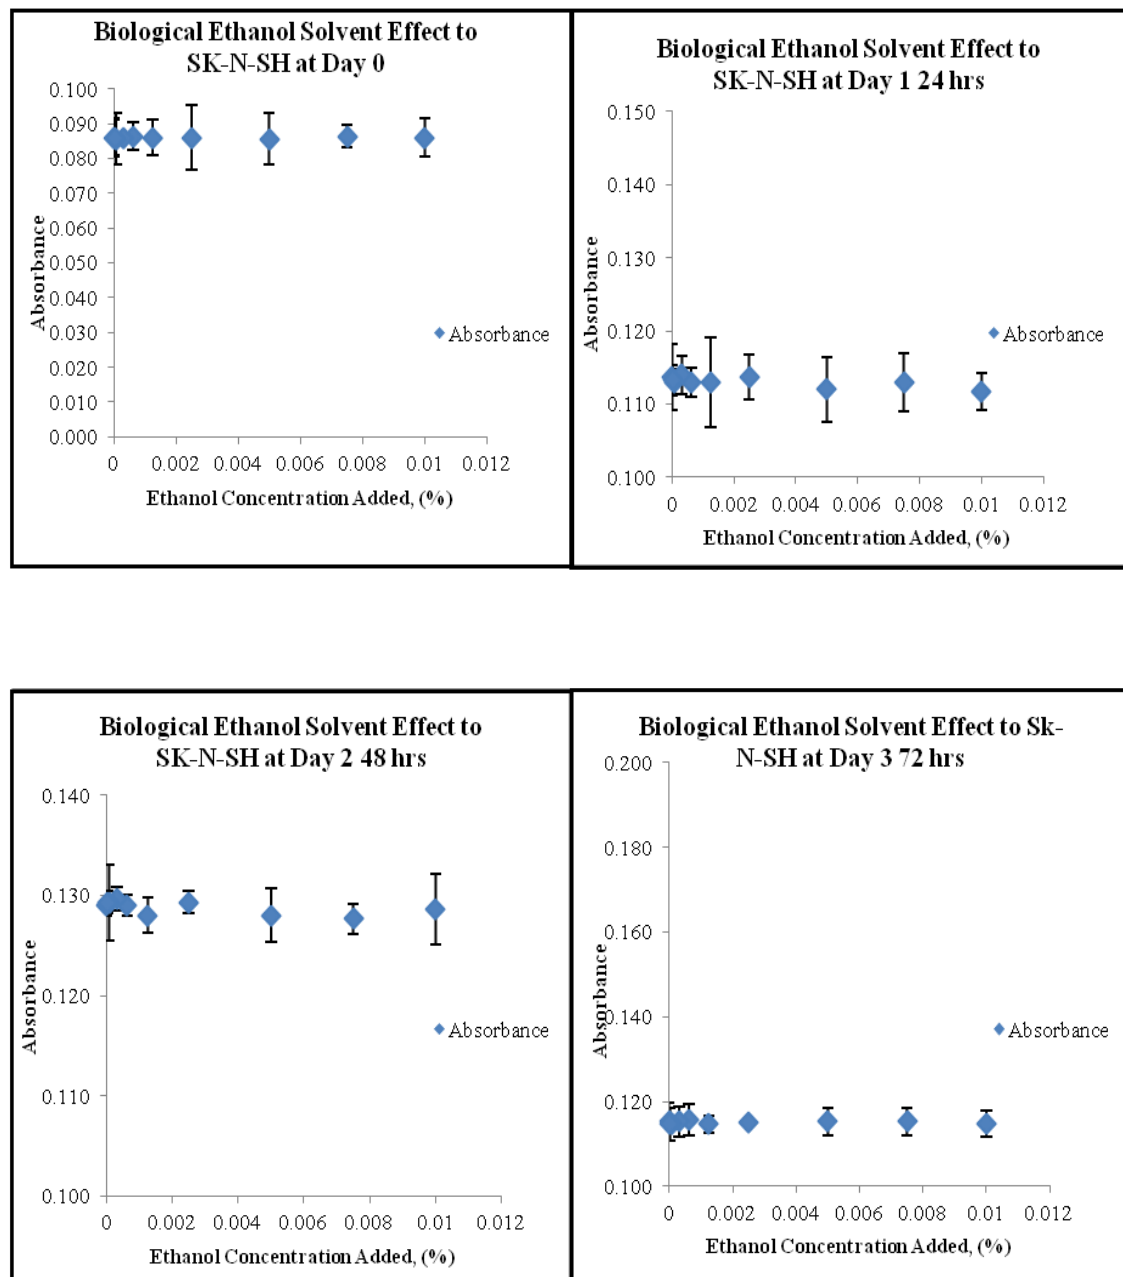 Biological Ethanol Solvent Effect to
SK-N-SH at Day 0
0.100
0.090
0.080
0.070
0.060
0.050
0.040
0.030
0.020
0.010
0.000
Absorbance
Absorbance
0 0.002 0.004 0.006 0.008 0.01 0.012
Ethanol Concentration Added, (%)
Biological Ethanol Solvent Effect to
SK-N-SH at Day 1 24 hrs
0.150
0.140
0.130
0.120
0.110
0.100
Absorbance
Absorbance
0 0.002 0.004 0.006 0.008 0.01 0.012
Ethanol Concentration Added, (%)
Biological Ethanol Solvent Effect to
SK-N-SH at Day 2 48 hrs
0.140
0.130
0.120
0.110
0.100
Absorbance
Absorbance
0 0.002 0.004 0.006 0.008 0.01 0.012
Ethanol Concentration Added, (%)
Biological Ethanol Solvent Effect to Sk-
N-SH at Day 3 72 hrs
0.200
0.180
0.160
0.140
0.120
0.100
Absorbance
Absorbance
0 0.002 0.004 0.006 0.008 0.01 0.012
Ethanol Concentration Added, (%)